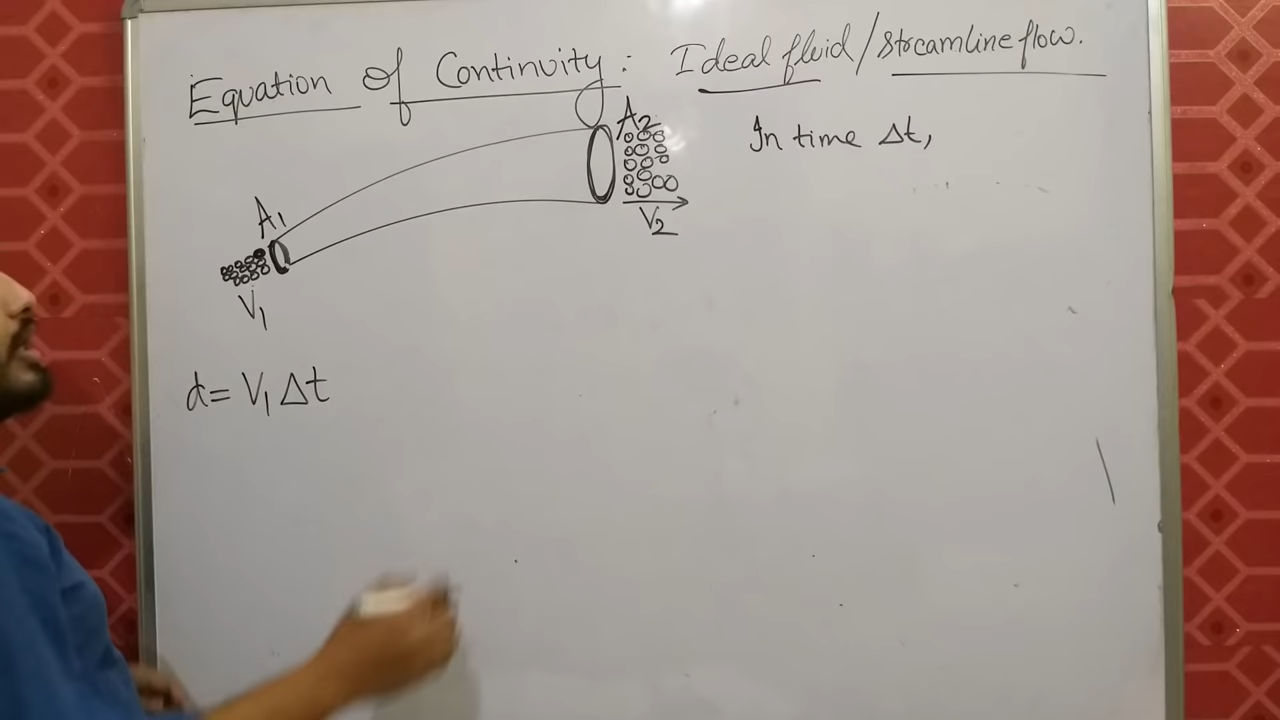 Equation of Continuity : Ideal fluid/streamline flow.
A2
In time Δt,
A1
V2
V1
d= V1 Δt